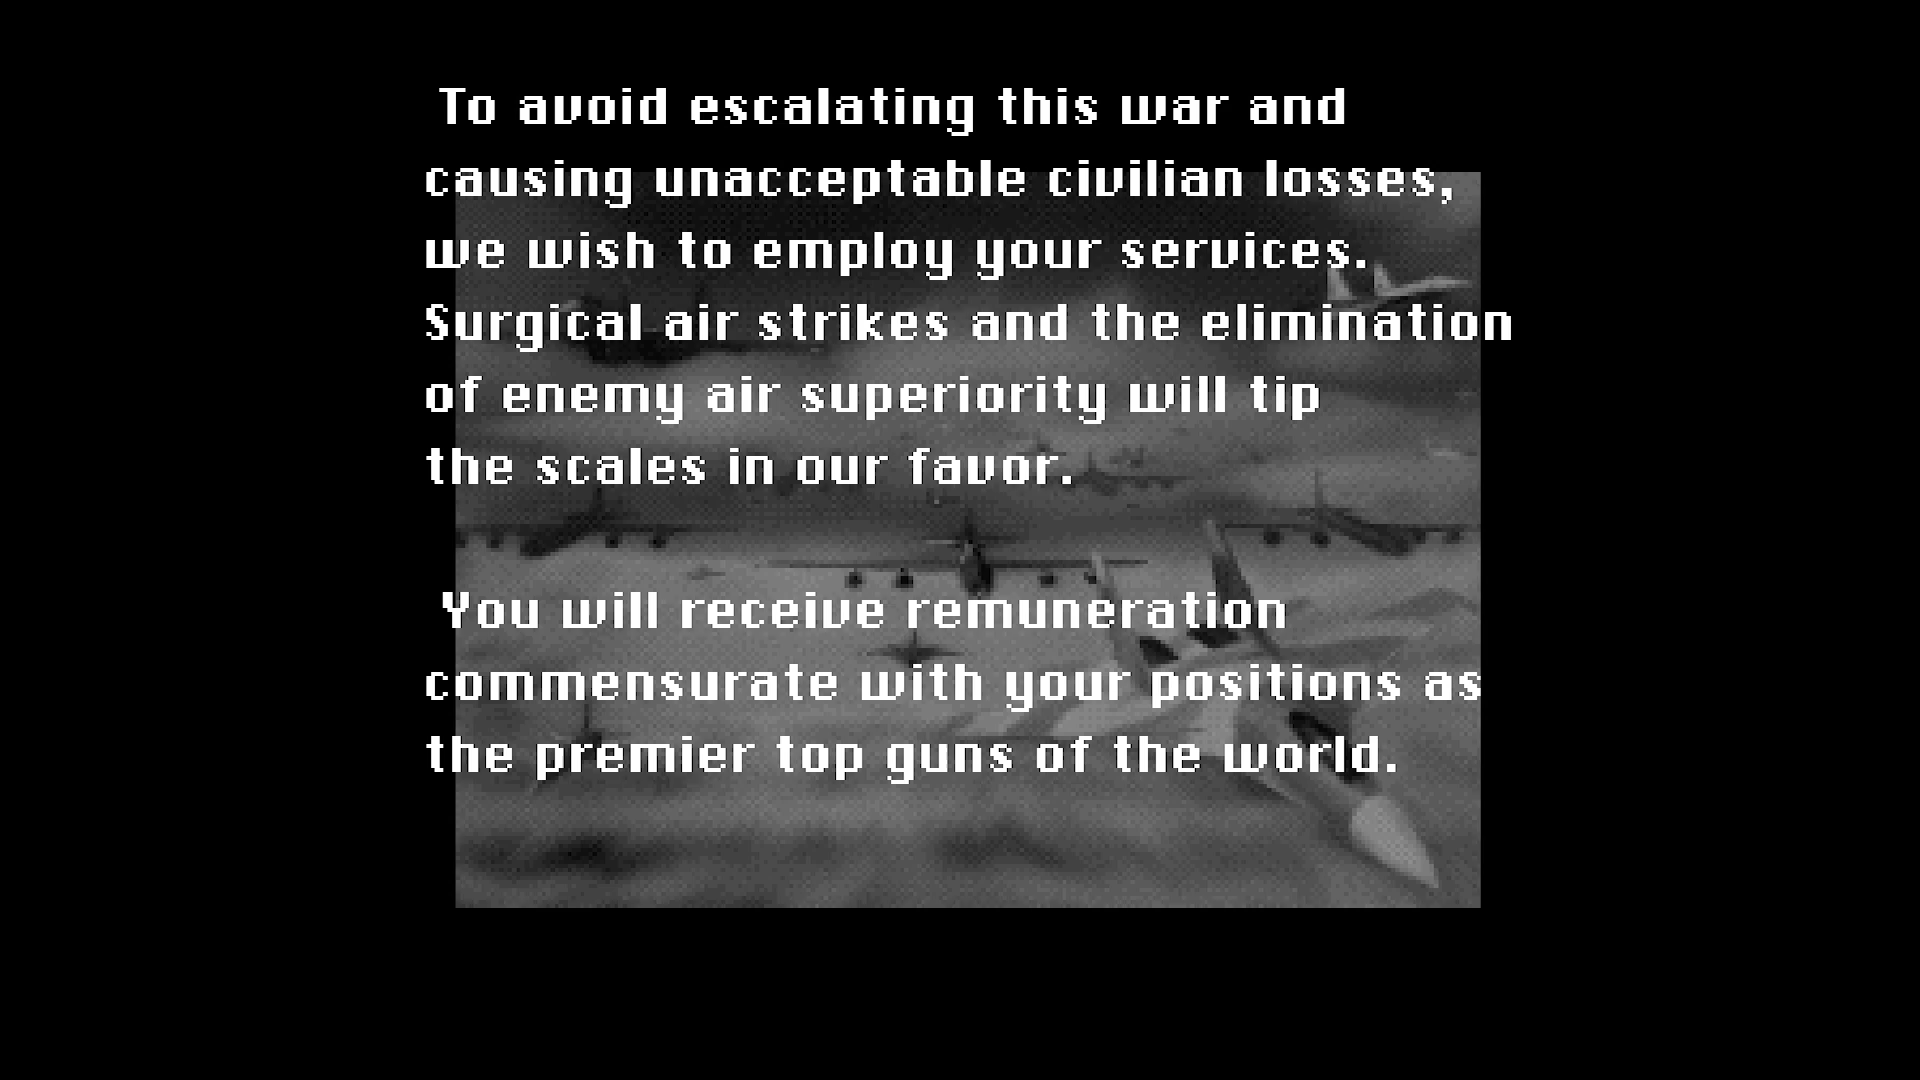 To avoid escalating this war and
causing unacceptable civilian losses,
we wish to employ your services.
Surgical air strikes and the elimination
of enemy air superiority will tip
the scales in our favor.
You will receive remuneration
commensurate with your positions as
the premier top guns of the world.